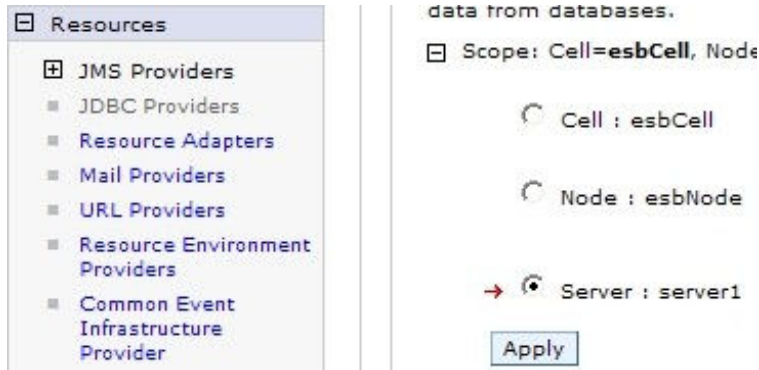 Resources
JMS Providers
JDBC Providers
Resource Adapters
Mail Providers
URL Providers
Resource Environment
Providers
Common Event
Infrastructure
Provider
data from databases.
Scope: Cell=esbCell, Node
Cell : esbCell
Node : esbNode
Server : server1
Apply